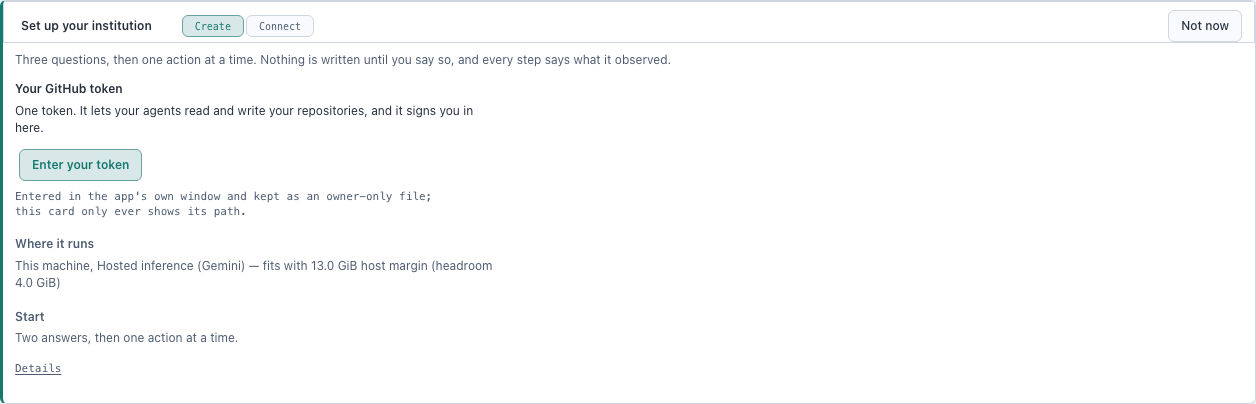 Set up your institution
Create
Connect
Not now
Three questions, then one action at a time. Nothing is written until you say so, and every step says what it observed.
Your GitHub token
One token. It lets your agents read and write your repositories, and it signs you in
here.
Enter your token
Entered in the app's own window and kept as an owner-only file;
this card only ever shows its path.
Where it runs
This machine, Hosted inference (Gemini) — fits with 13.0 GiB host margin (headroom
4.0 GiB)
Start
Two answers, then one action at a time.
Details